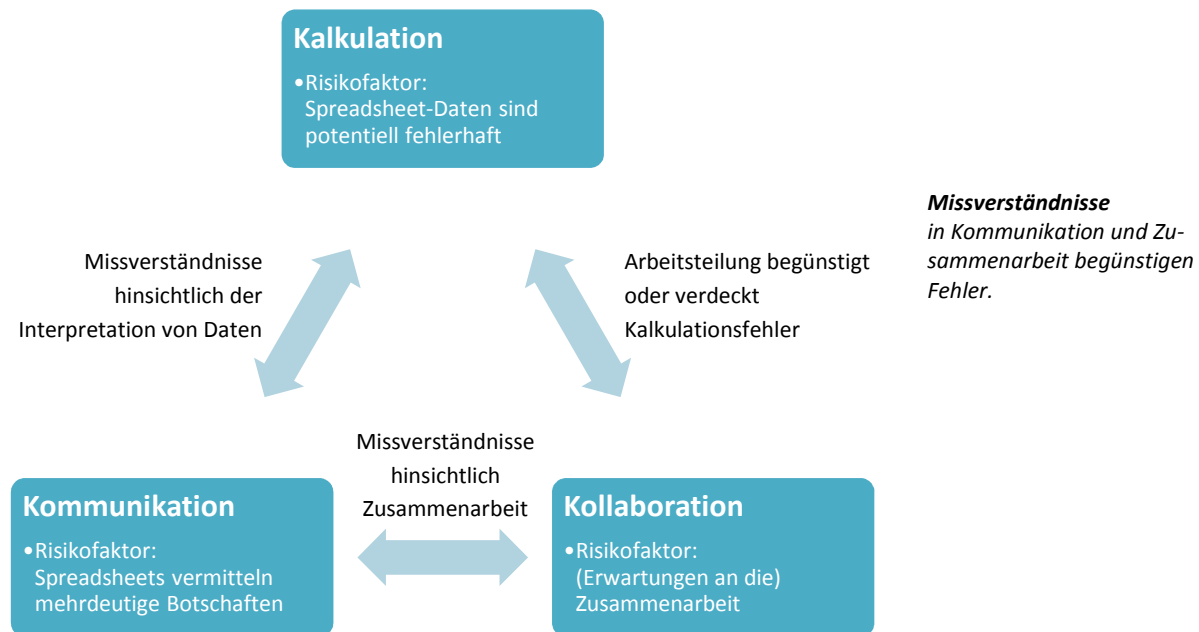 Kalkulation
•Risikofaktor:
Spreadsheet-Daten sind
potentiell fehlerhaft
Missverständnisse
in Kommunikation und Zu-
sammenarbeit begünstigen
Fehler.
Missverständnisse
hinsichtlich der
Interpretation von Daten
Arbeitsteilung begünstigt
oder verdeckt
Kalkulationsfehler
Missverständnisse
hinsichtlich
Zusammenarbeit
Kommunikation
•Risikofaktor:
Spreadsheets vermitteln
mehrdeutige Botschaften
Kollaboration
•Risikofaktor:
(Erwartungen an die)
Zusammenarbeit